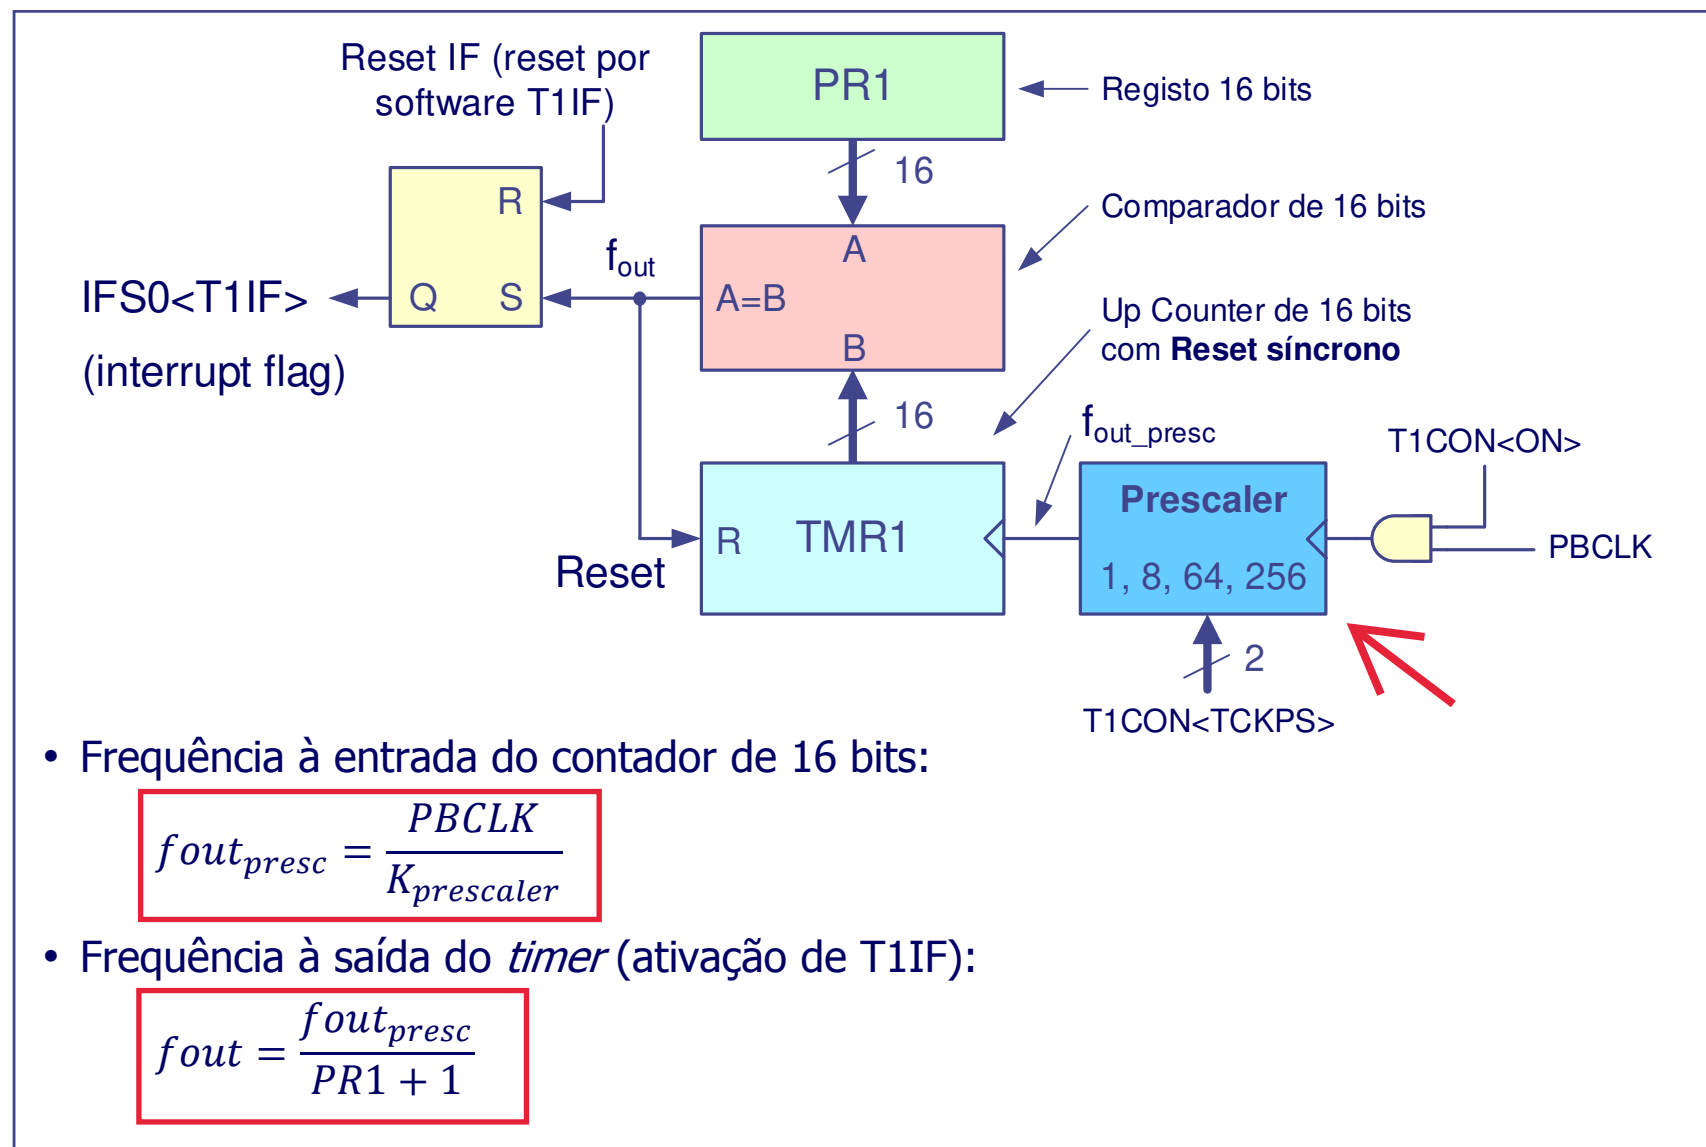 Reset IF (reset por
software T1IF)
PR1
Registo 16 bits
16
R
Comparador de 16 bits
A
f_out
IFS0<T1IF>
Q
S
A=B
(interrupt flag)
B
Up Counter de 16 bits
com Reset síncrono
16
f_out_presc
T1CON<ON>
Prescaler
R
TMR1
PBCLK
Reset
1, 8, 64, 256
2
T1CON<TCKPS>
• Frequência à entrada do contador de 16 bits:
fout_presc = PBCLK / K_prescaler
• Frequência à saída do timer (ativação de T1IF):
fout = fout_presc / PR1 + 1